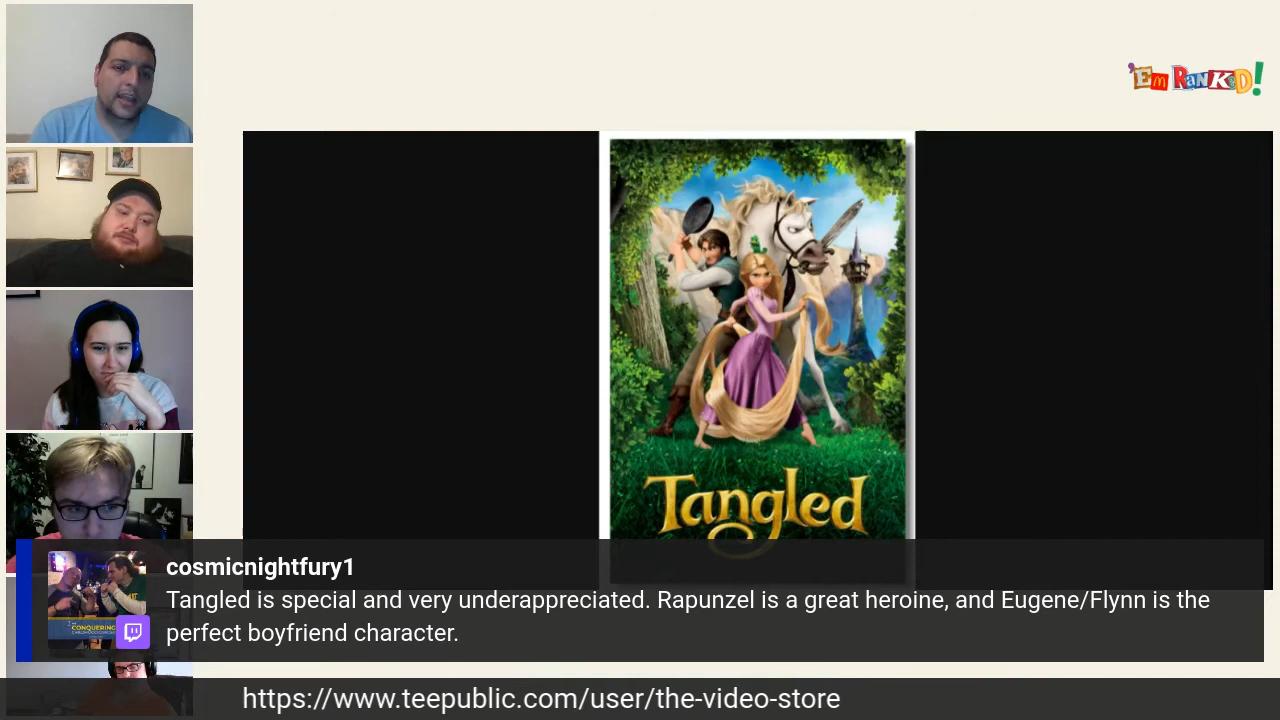 'Em RanKeD!
Tangled
cosmicnightfury1
Tangled is special and very underappreciated. Rapunzel is a great heroine, and Eugene/Flynn is the
perfect boyfriend character.
CONQUERING
https://www.teepublic.com/user/the-video-store